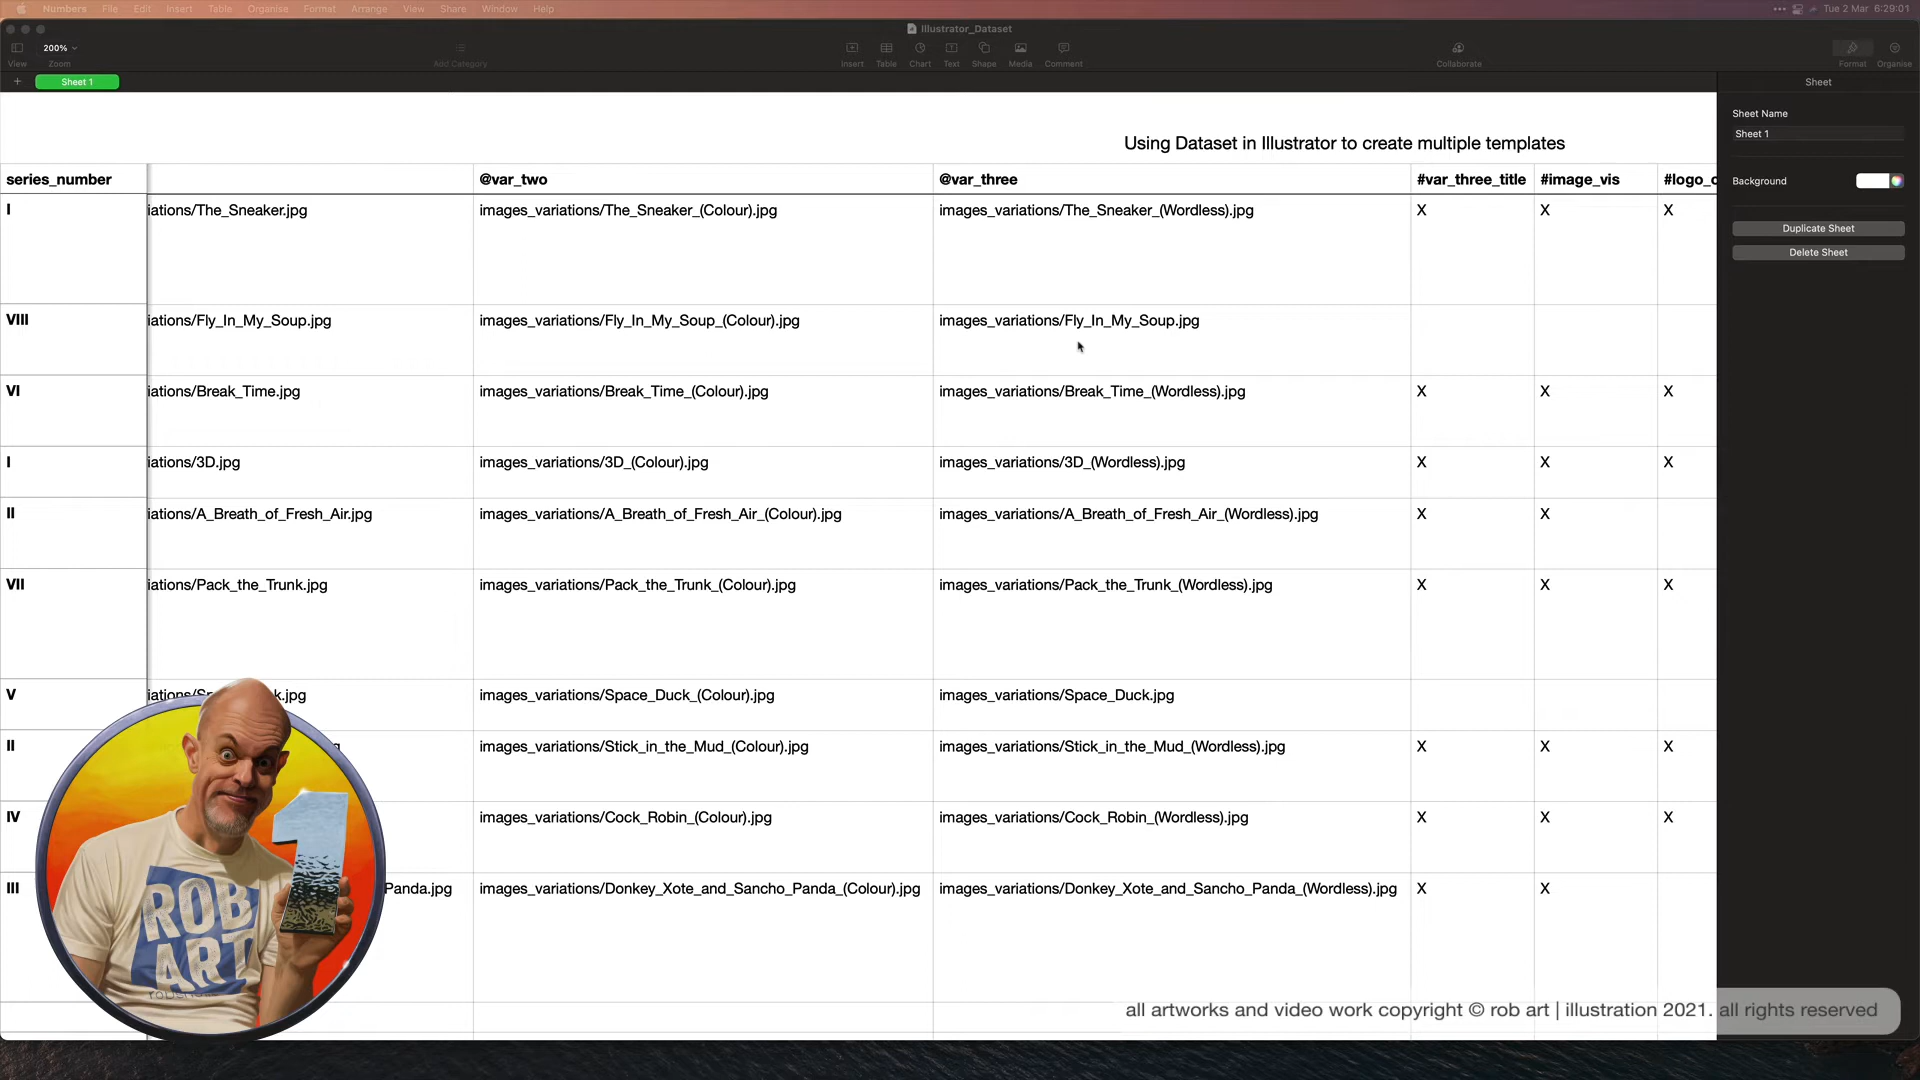 Numbers File Edit Insert Table Organise Format Arrange View Share Window Help
Tue 2 Mar 6:29:01
Illustrator_Dataset
200%
View Zoom Add Category Insert Table Chart Text Shape Media Comment Collaborate Format Organise
Sheet 1
Sheet
Sheet Name
Sheet 1
Background
Duplicate Sheet
Delete Sheet
Using Dataset in Illustrator to create multiple templates
series_number @var_two @var_three #var_three_title #image_vis #logo_c
I iations/The_Sneaker.jpg images_variations/The_Sneaker_(Colour).jpg images_variations/The_Sneaker_(Wordless).jpg X X X
VIII iations/Fly_In_My_Soup.jpg images_variations/Fly_In_My_Soup_(Colour).jpg images_variations/Fly_In_My_Soup.jpg
VI iations/Break_Time.jpg images_variations/Break_Time_(Colour).jpg images_variations/Break_Time_(Wordless).jpg X X X
I iations/3D.jpg images_variations/3D_(Colour).jpg images_variations/3D_(Wordless).jpg X X X
II iations/A_Breath_of_Fresh_Air.jpg images_variations/A_Breath_of_Fresh_Air_(Colour).jpg images_variations/A_Breath_of_Fresh_Air_(Wordless).jpg X X
VII iations/Pack_the_Trunk.jpg images_variations/Pack_the_Trunk_(Colour).jpg images_variations/Pack_the_Trunk_(Wordless).jpg X X X
V images_variations/Space_Duck_(Colour).jpg images_variations/Space_Duck.jpg
II images_variations/Stick_in_the_Mud_(Colour).jpg images_variations/Stick_in_the_Mud_(Wordless).jpg X X X
IV images_variations/Cock_Robin_(Colour).jpg images_variations/Cock_Robin_(Wordless).jpg X X X
III Panda.jpg images_variations/Donkey_Xote_and_Sancho_Panda_(Colour).jpg images_variations/Donkey_Xote_and_Sancho_Panda_(Wordless).jpg X X
ROB
ART
1
all artworks and video work copyright © rob art | illustration 2021. all rights reserved